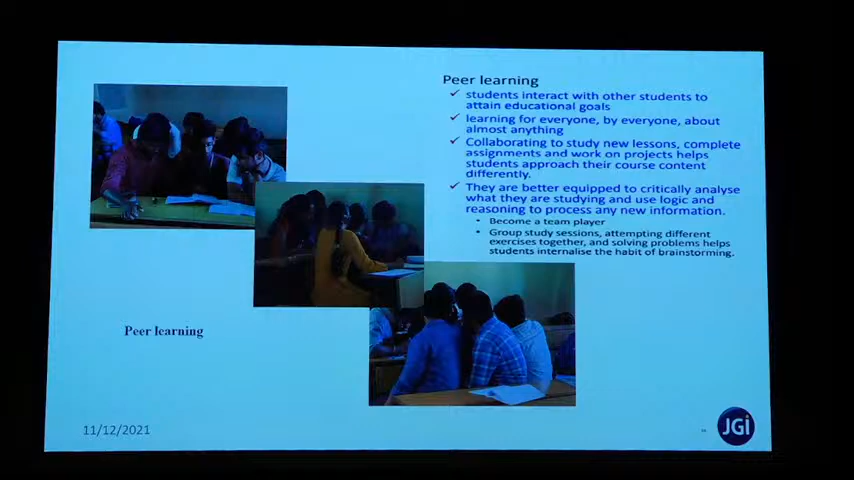 Peer learning
students interact with other students to
attain educational goals
learning for everyone, by everyone, about
almost anything
Collaborating to study new lessons, complete
assignments and work on projects helps
students approach their course content
differently.
They are better equipped to critically analyse
what they are studying and use logic and
reasoning to process any new information.
Become a team player
Group study sessions, attempting different
exercises together, and solving problems helps
students internalise the habit of brainstorming.
Peer learning
11/12/2021
JGi